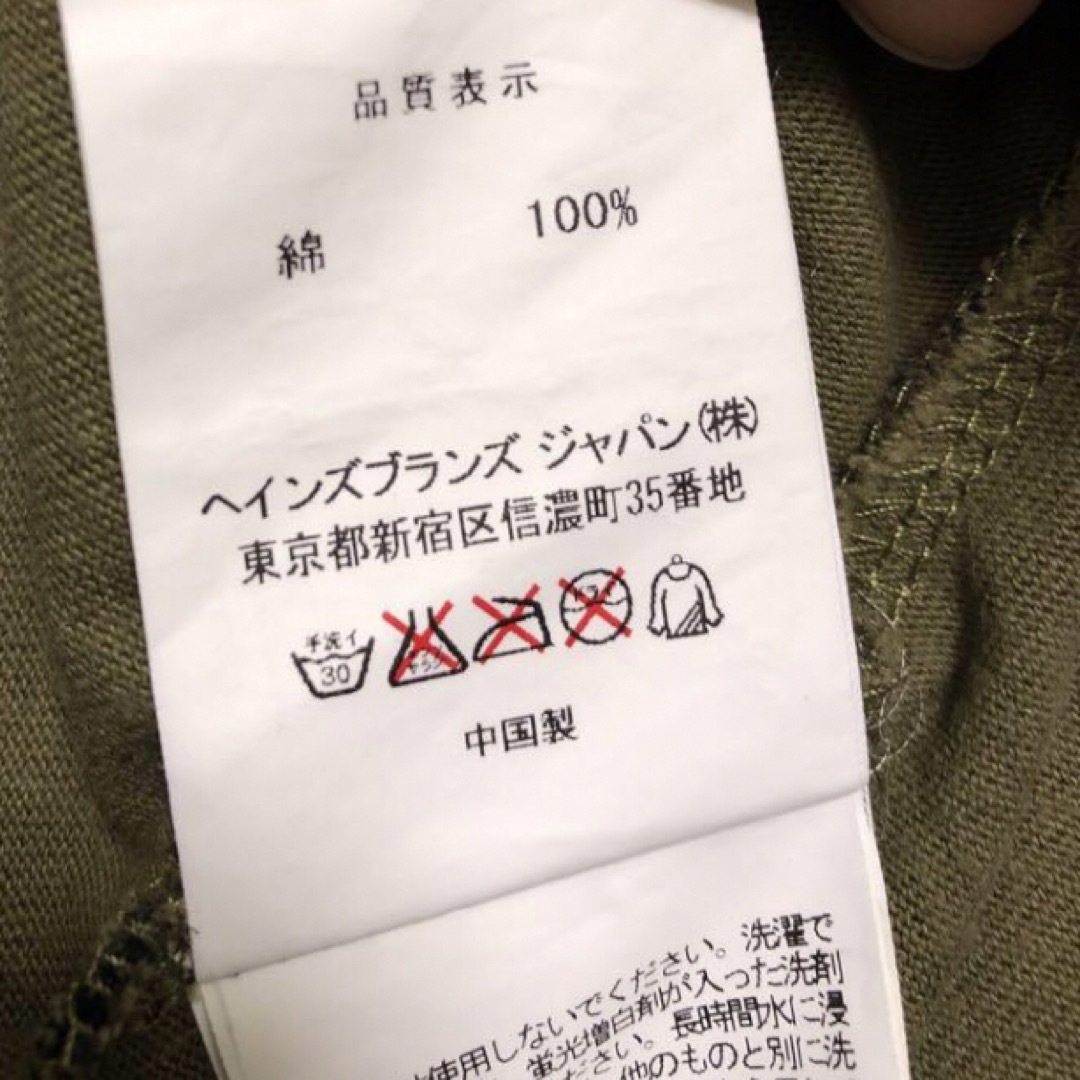 品質表示
綿 100%
ヘインズブランズ ジャパン(株)
東京都新宿区信濃町35番地
手洗イ
30
中国製
使用しないでください。洗濯で
蛍光増白剤が入った洗剤
ださい。長時間水に浸
他のものと別に洗